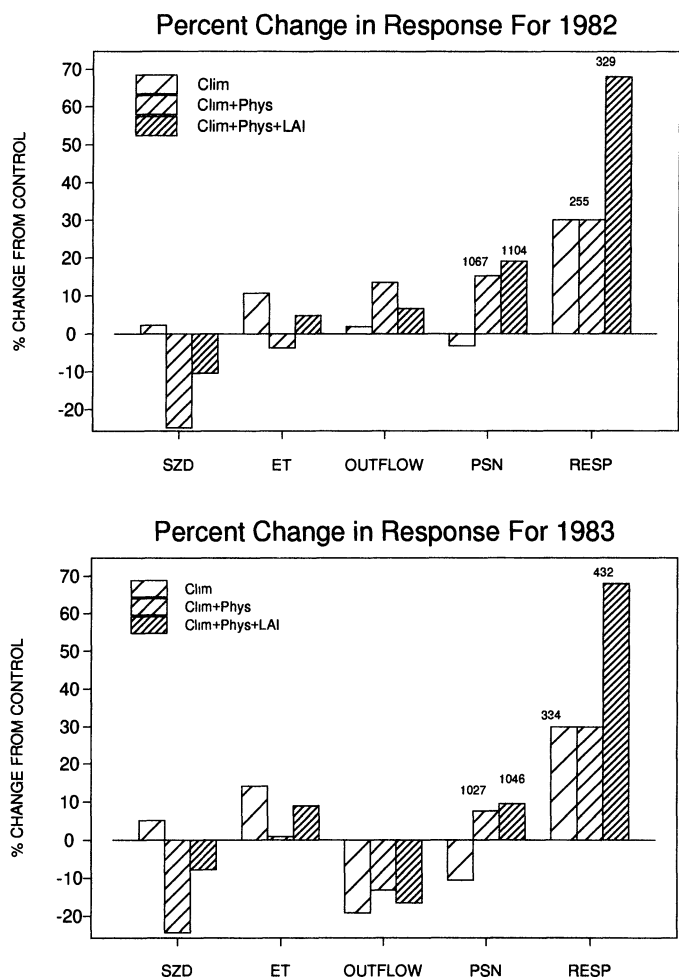 Percent Change in Response For 1982
% CHANGE FROM CONTROL
70
60
50
40
30
20
10
0
-10
-20
Clim
Clim+Phys
Clim+Phys+LAI
1067
1104
255
329
SZD ET OUTFLOW PSN RESP
Percent Change in Response For 1983
% CHANGE FROM CONTROL
70
60
50
40
30
20
10
0
-10
-20
Clim
Clim+Phys
Clim+Phys+LAI
1027
1046
334
432
SZD ET OUTFLOW PSN RESP